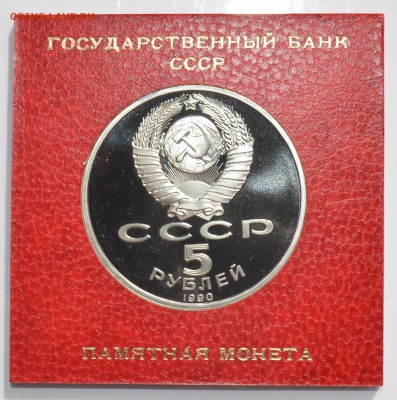 ГОСУДАРСТВЕННЫЙ БАНК
СССР
СССР
5
РУБЛЕЙ
1990
ПАМЯТНАЯ МОНЕТА